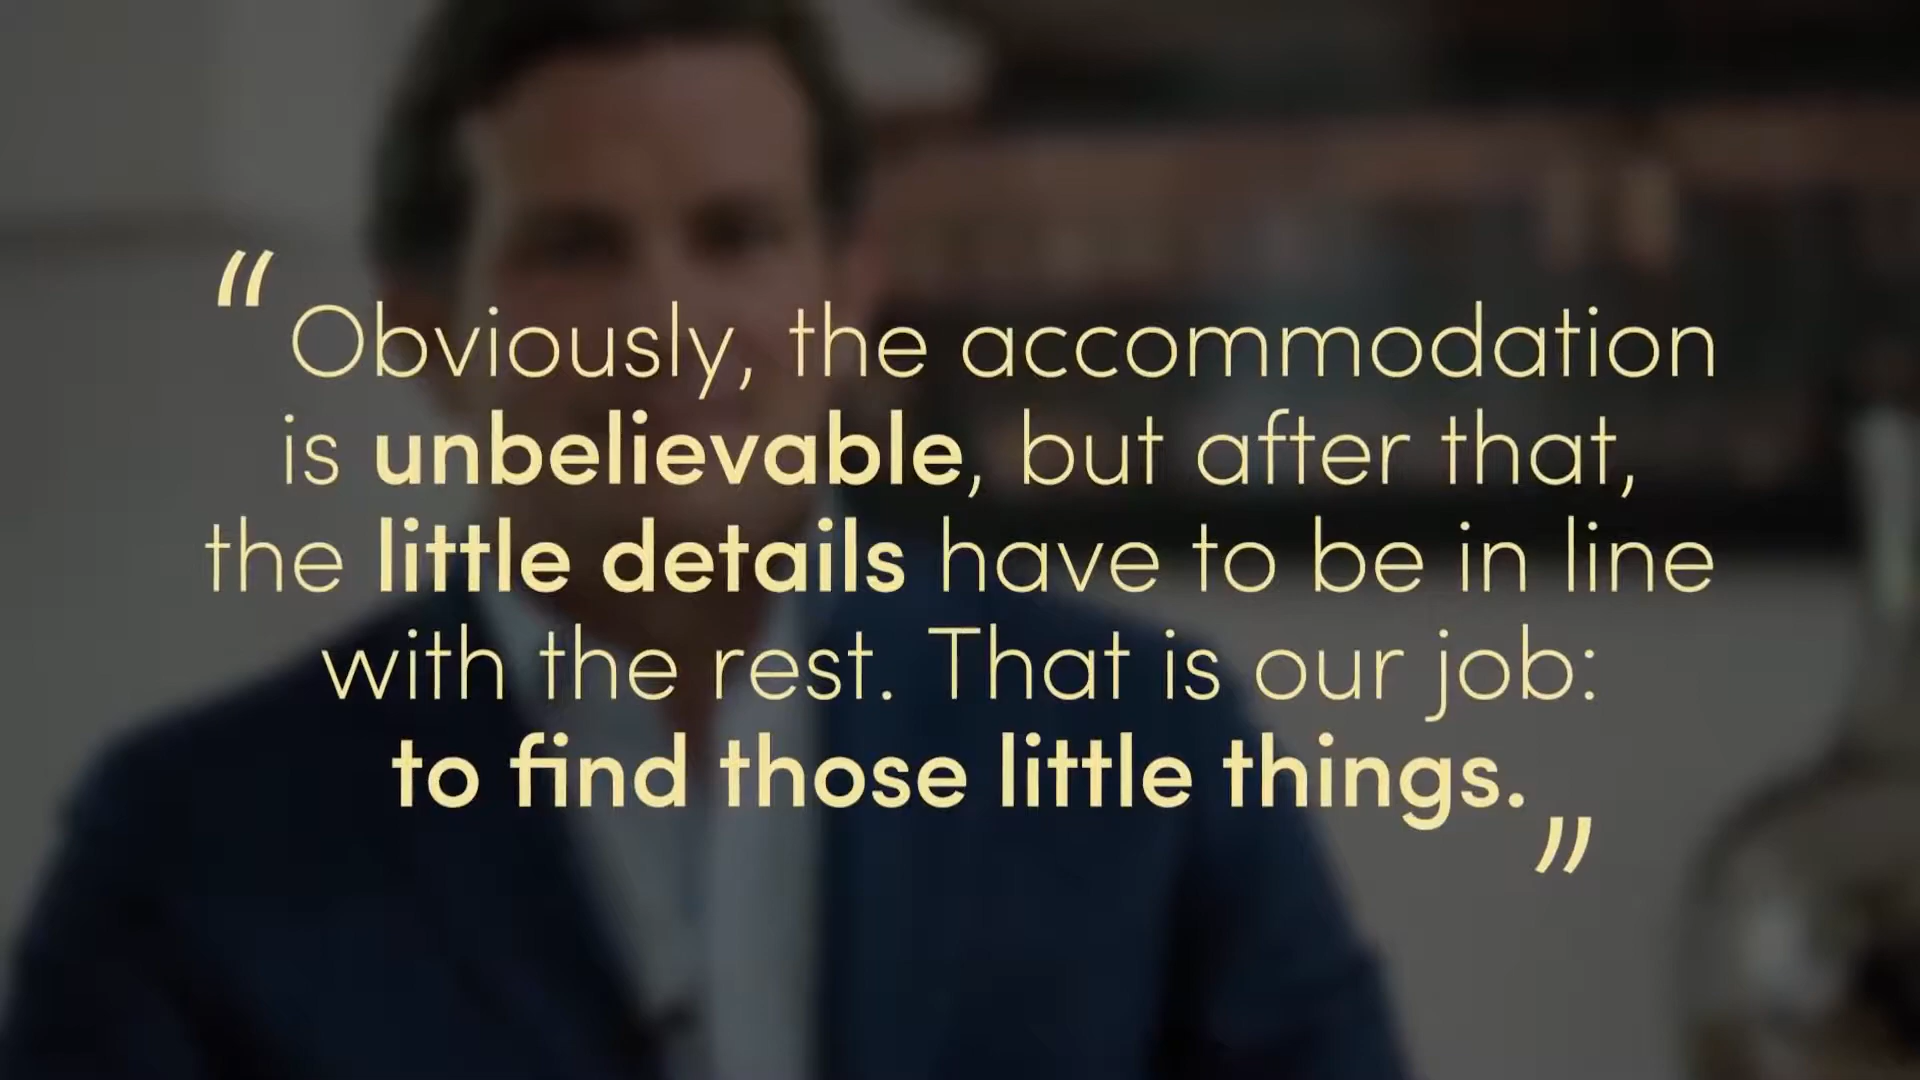 “Obviously, the accommodation
is unbelievable, but after that,
the little details have to be in line
with the rest. That is our job:
to find those little things.”